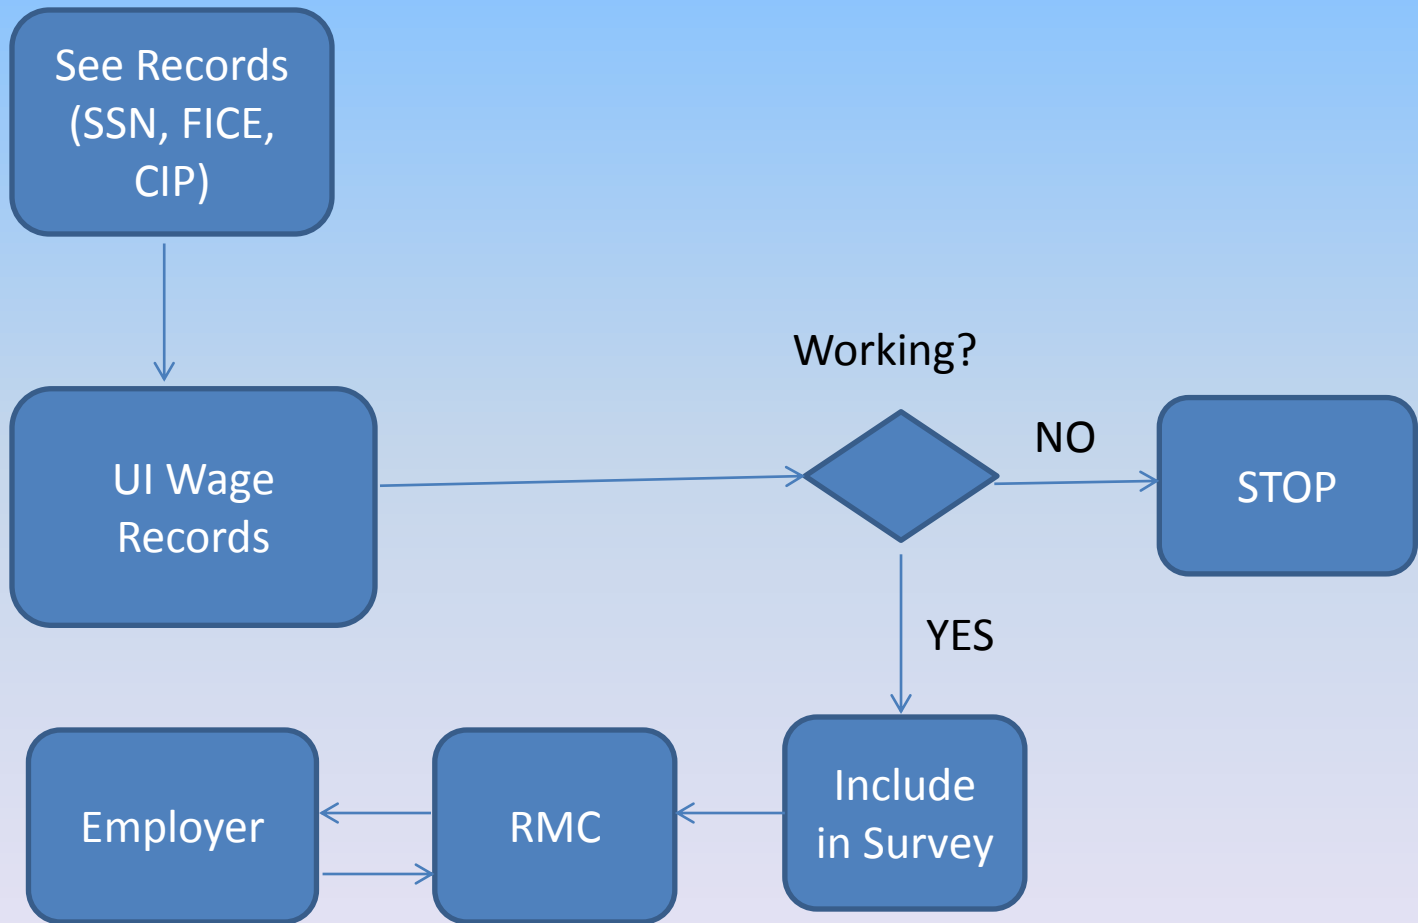 See Records
(SSN, FICE,
CIP)
Working?
UI Wage
Records
NO
STOP
YES
Employer
RMC
Include
in Survey